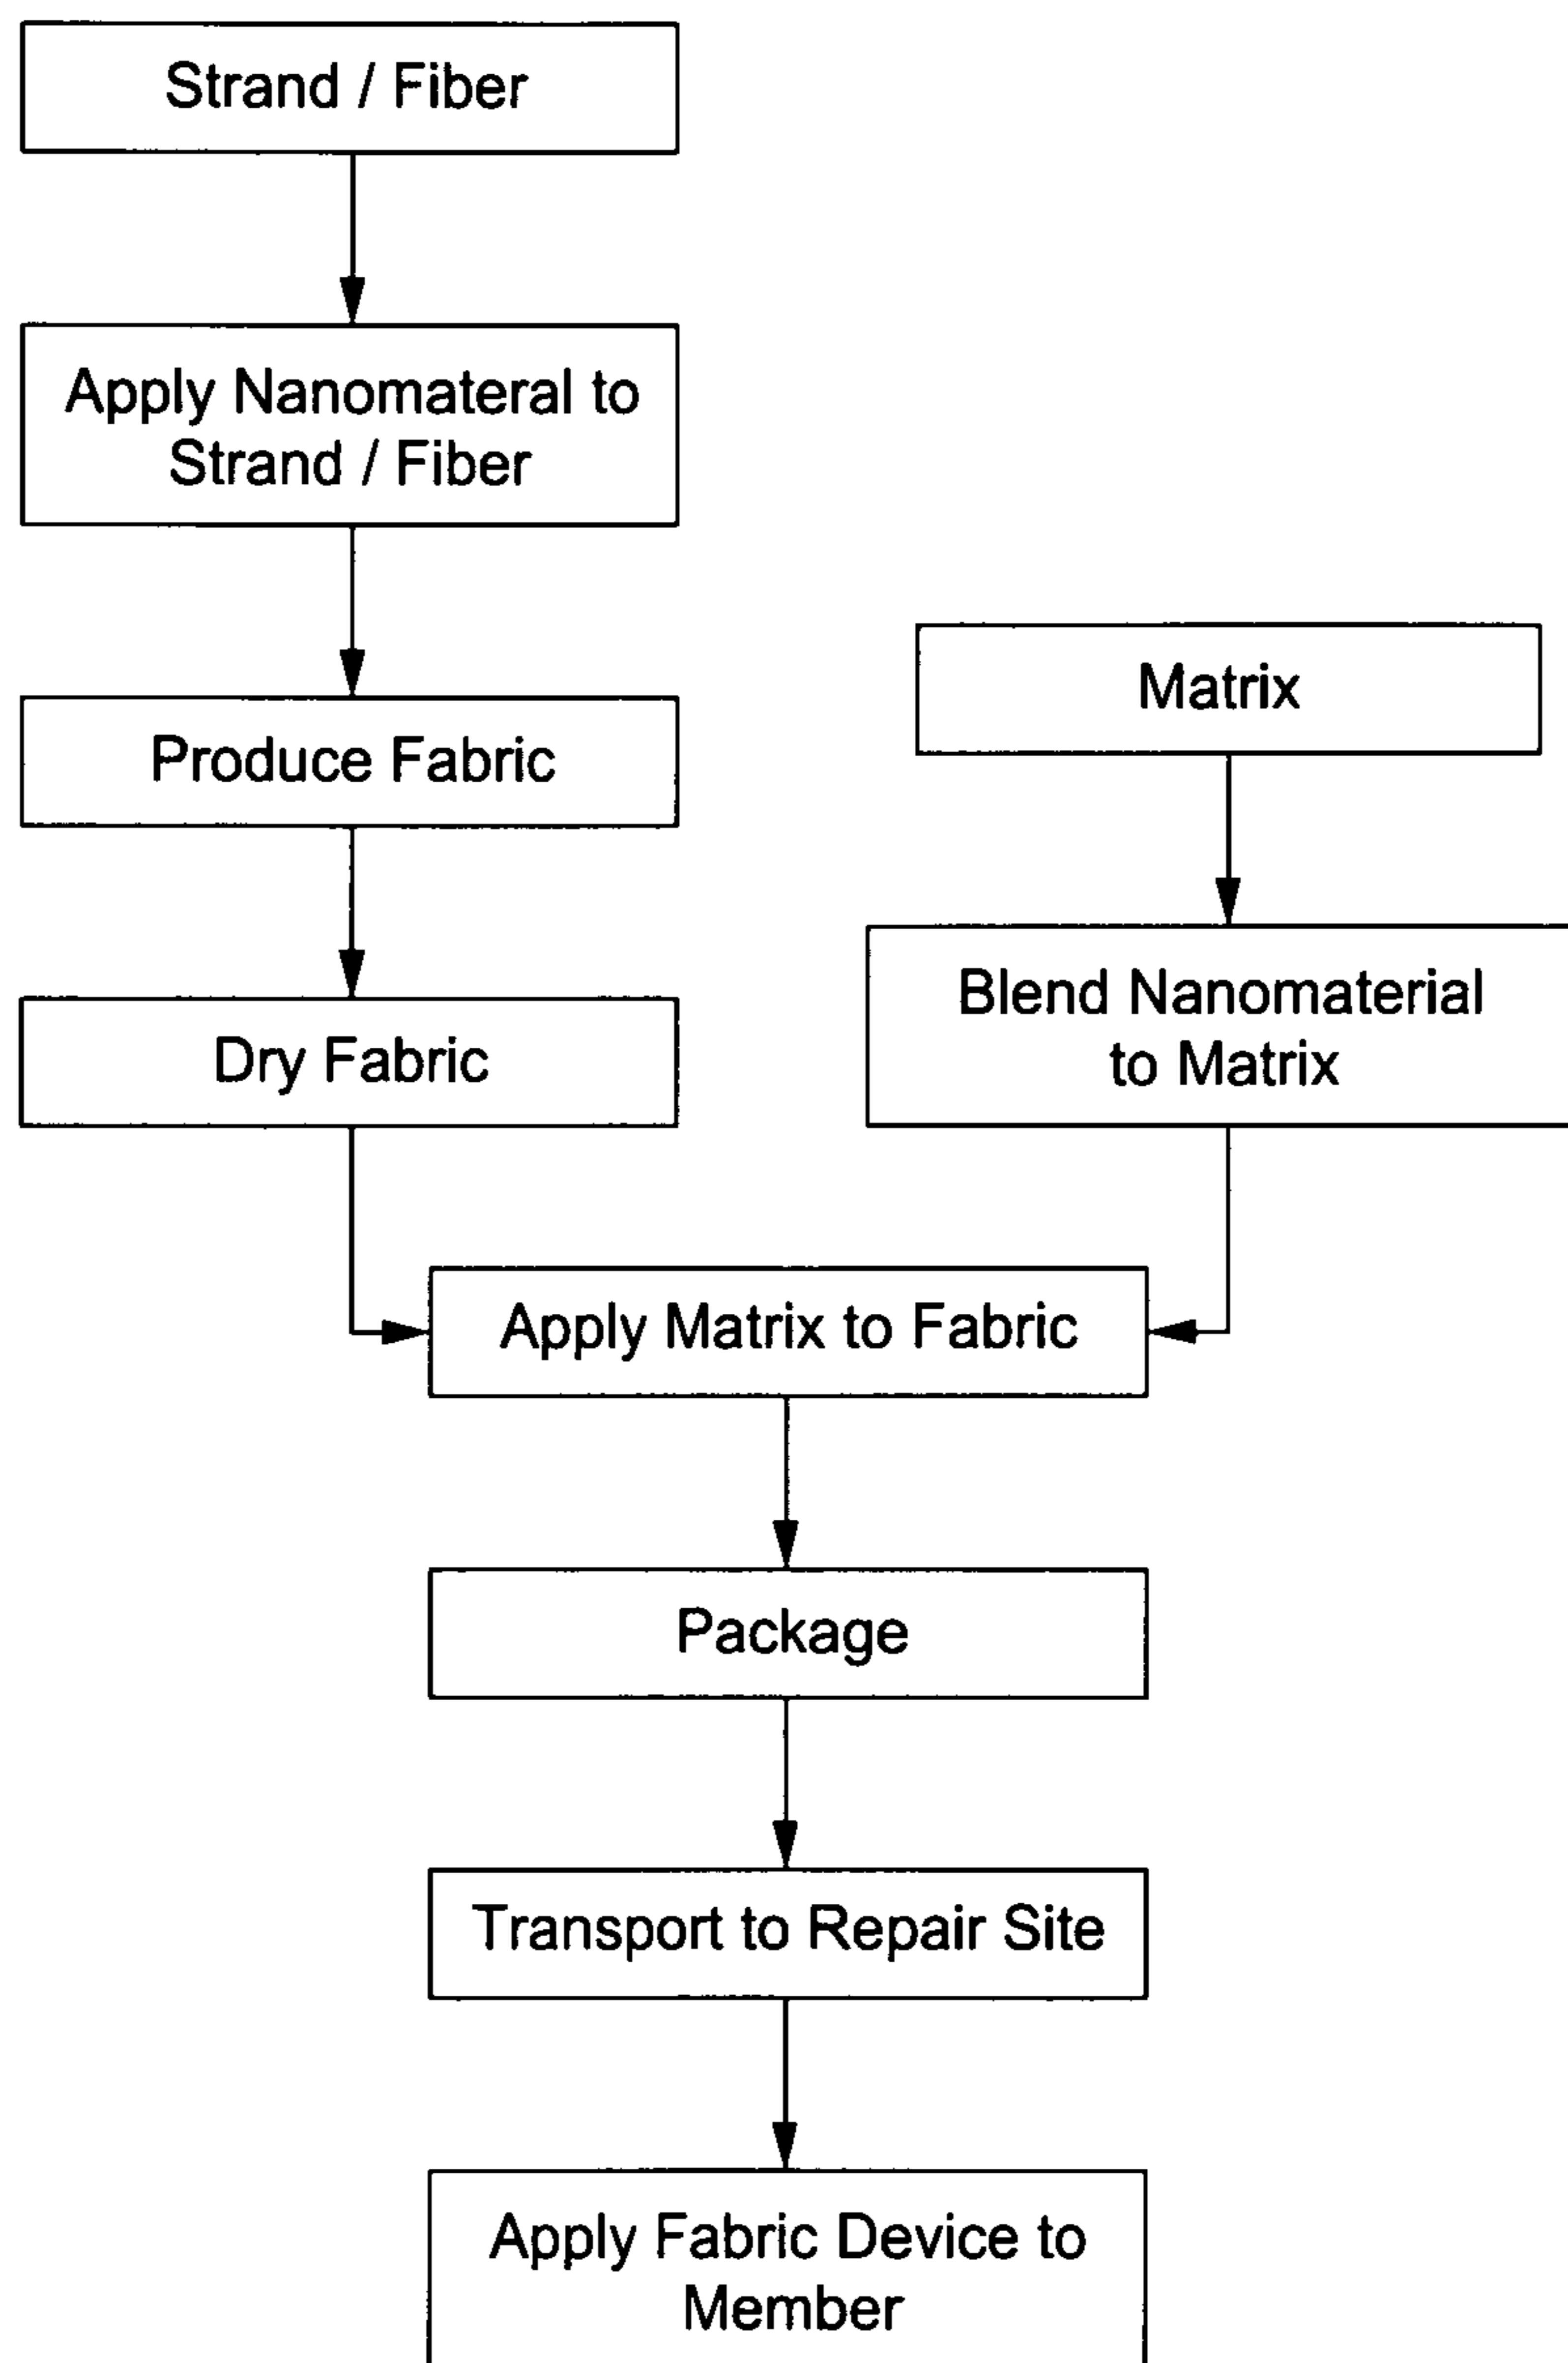 Strand / Fiber
Apply Nanomateral to
Strand / Fiber
Produce Fabric
Dry Fabric
Matrix
Blend Nanomaterial
to Matrix
Apply Matrix to Fabric
Package
Transport to Repair Site
Apply Fabric Device to
Member